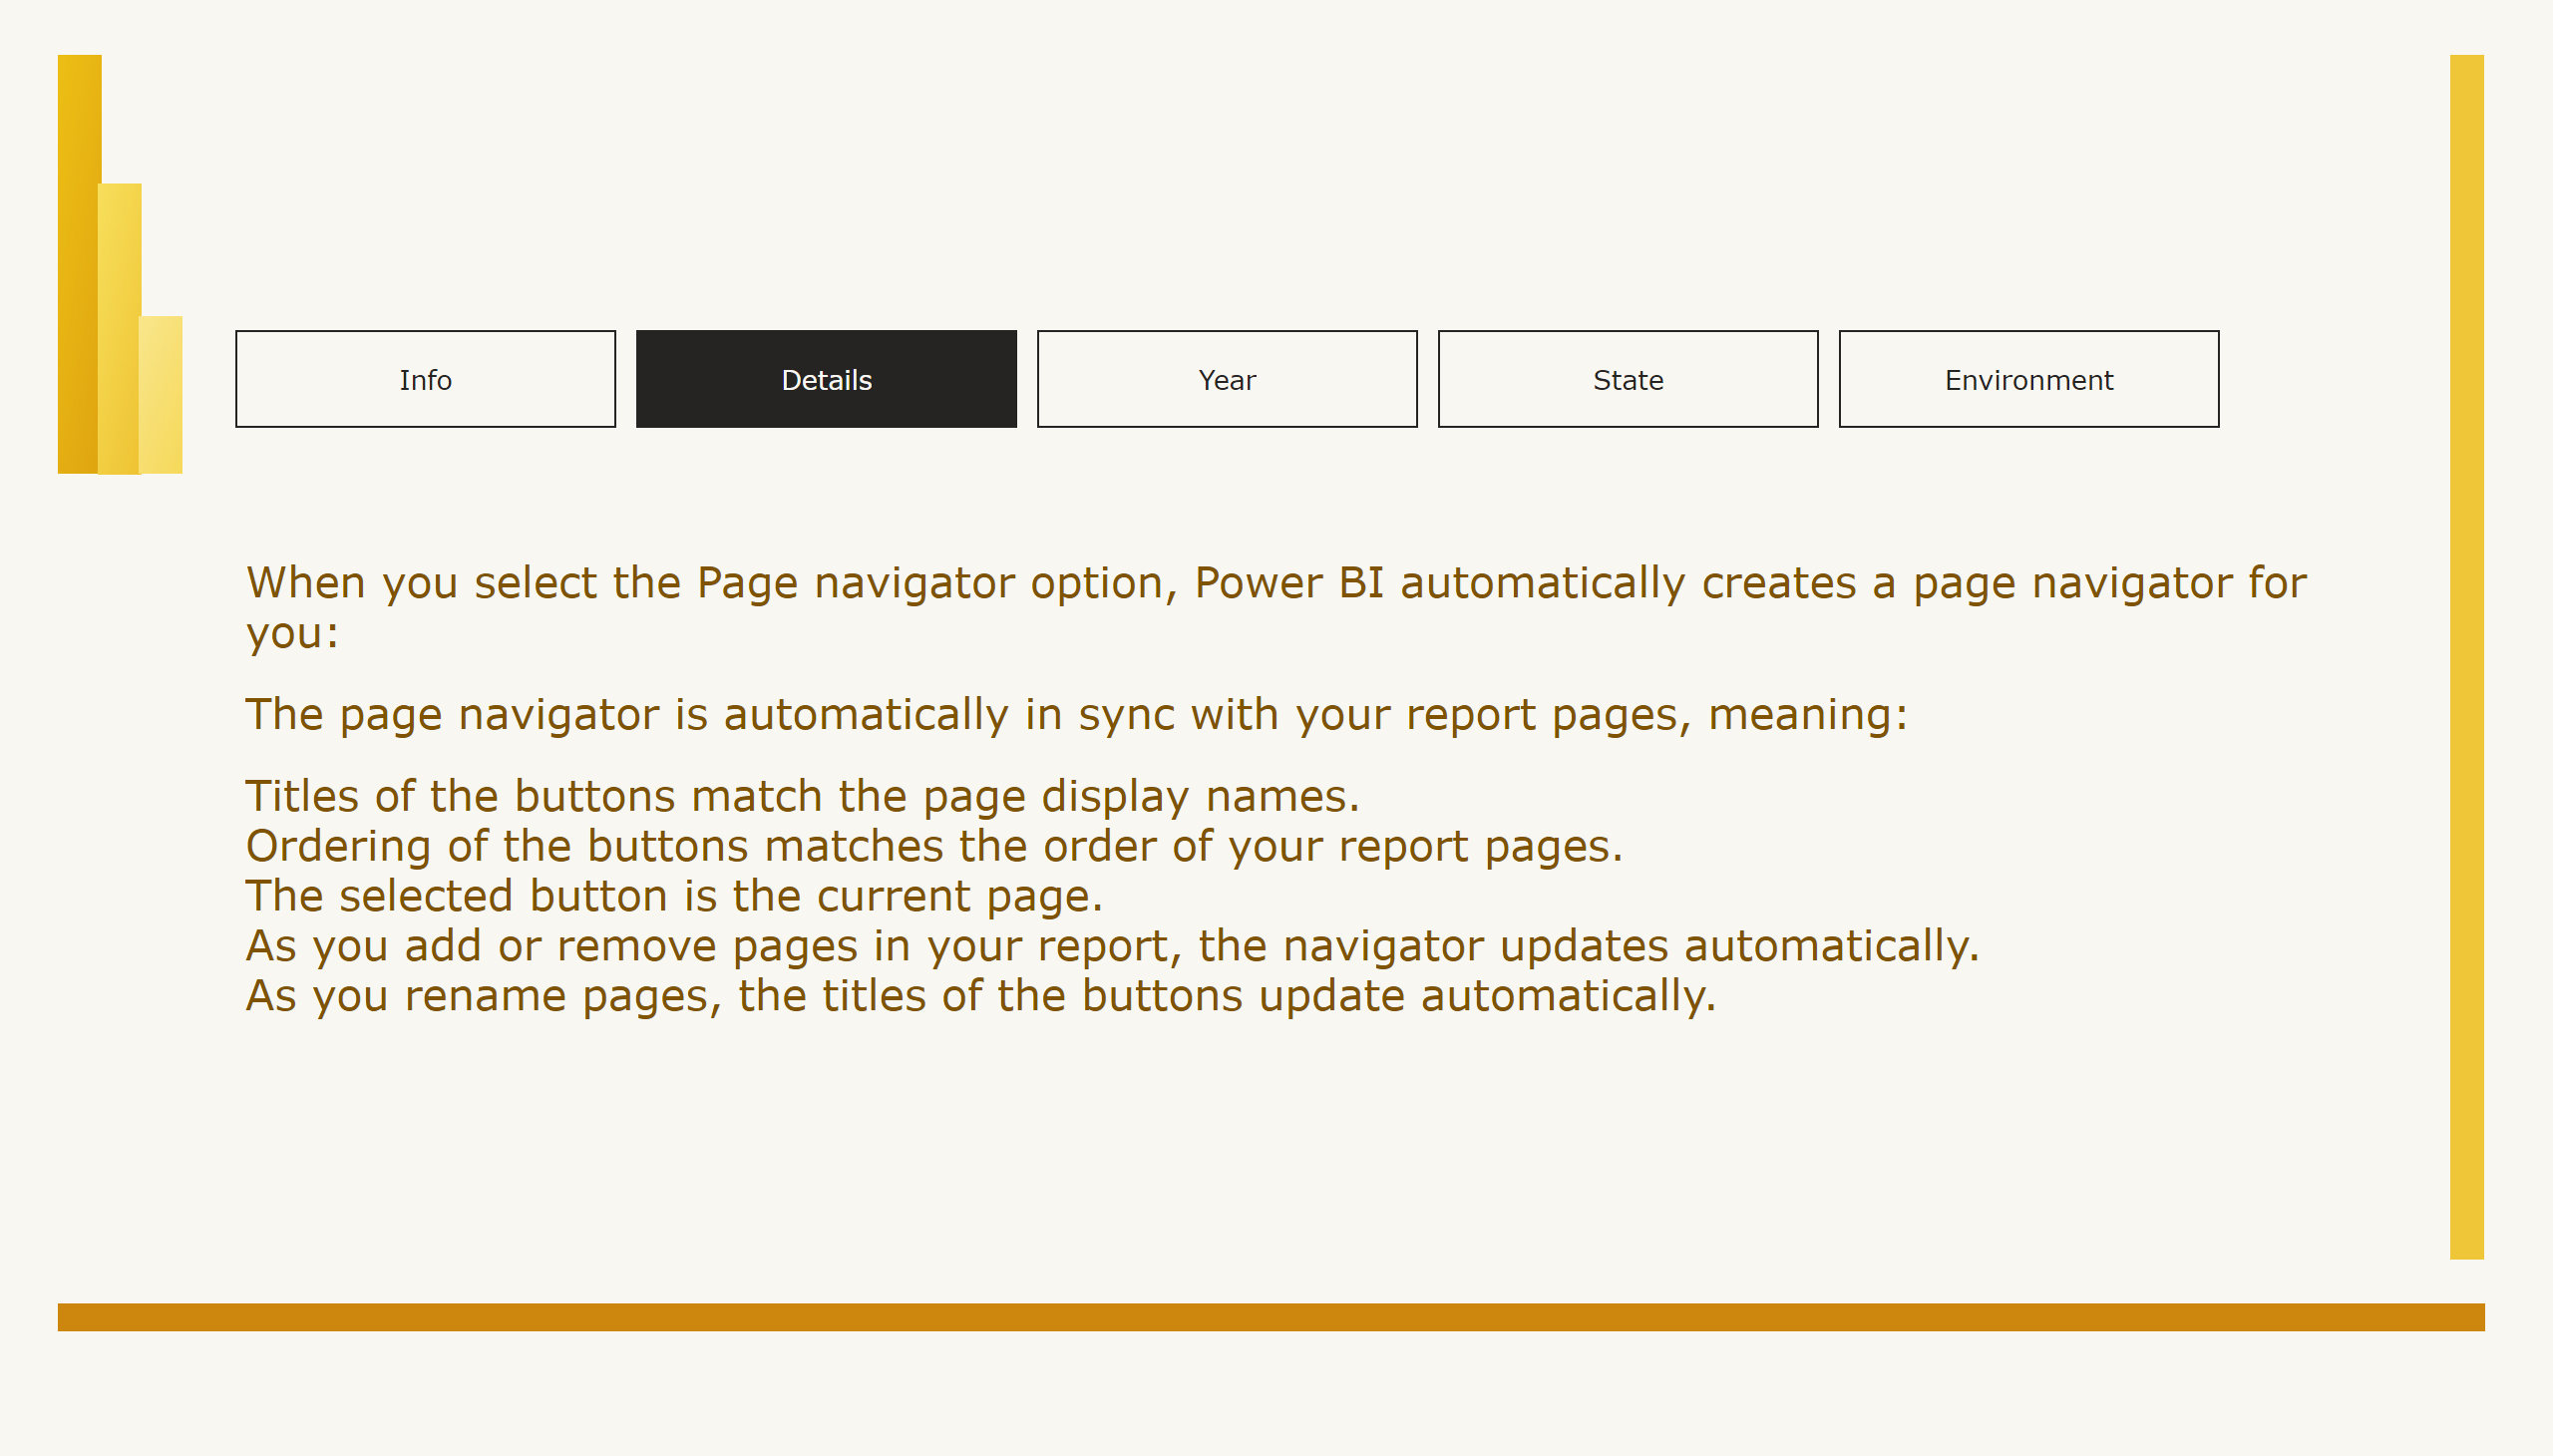 Info
Details
Year
State
Environment
When you select the Page navigator option, Power BI automatically creates a page navigator for
you:
The page navigator is automatically in sync with your report pages, meaning:
Titles of the buttons match the page display names.
Ordering of the buttons matches the order of your report pages.
The selected button is the current page.
As you add or remove pages in your report, the navigator updates automatically.
As you rename pages, the titles of the buttons update automatically.